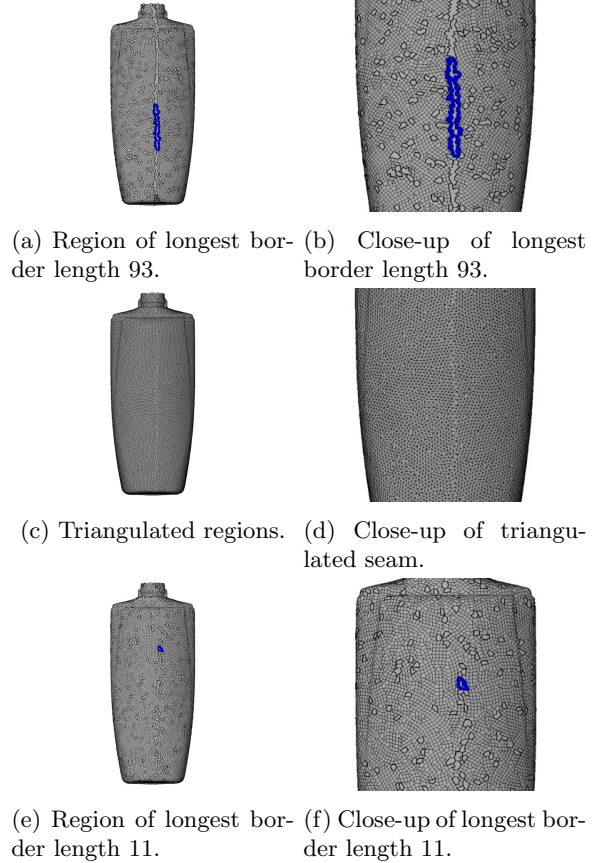 (a) Region of longest bor-
der length 93.
(b) Close-up of longest
border length 93.
(c) Triangulated regions.
(d) Close-up of triangu-
lated seam.
(e) Region of longest bor-
der length 11.
(f) Close-up of longest bor-
der length 11.